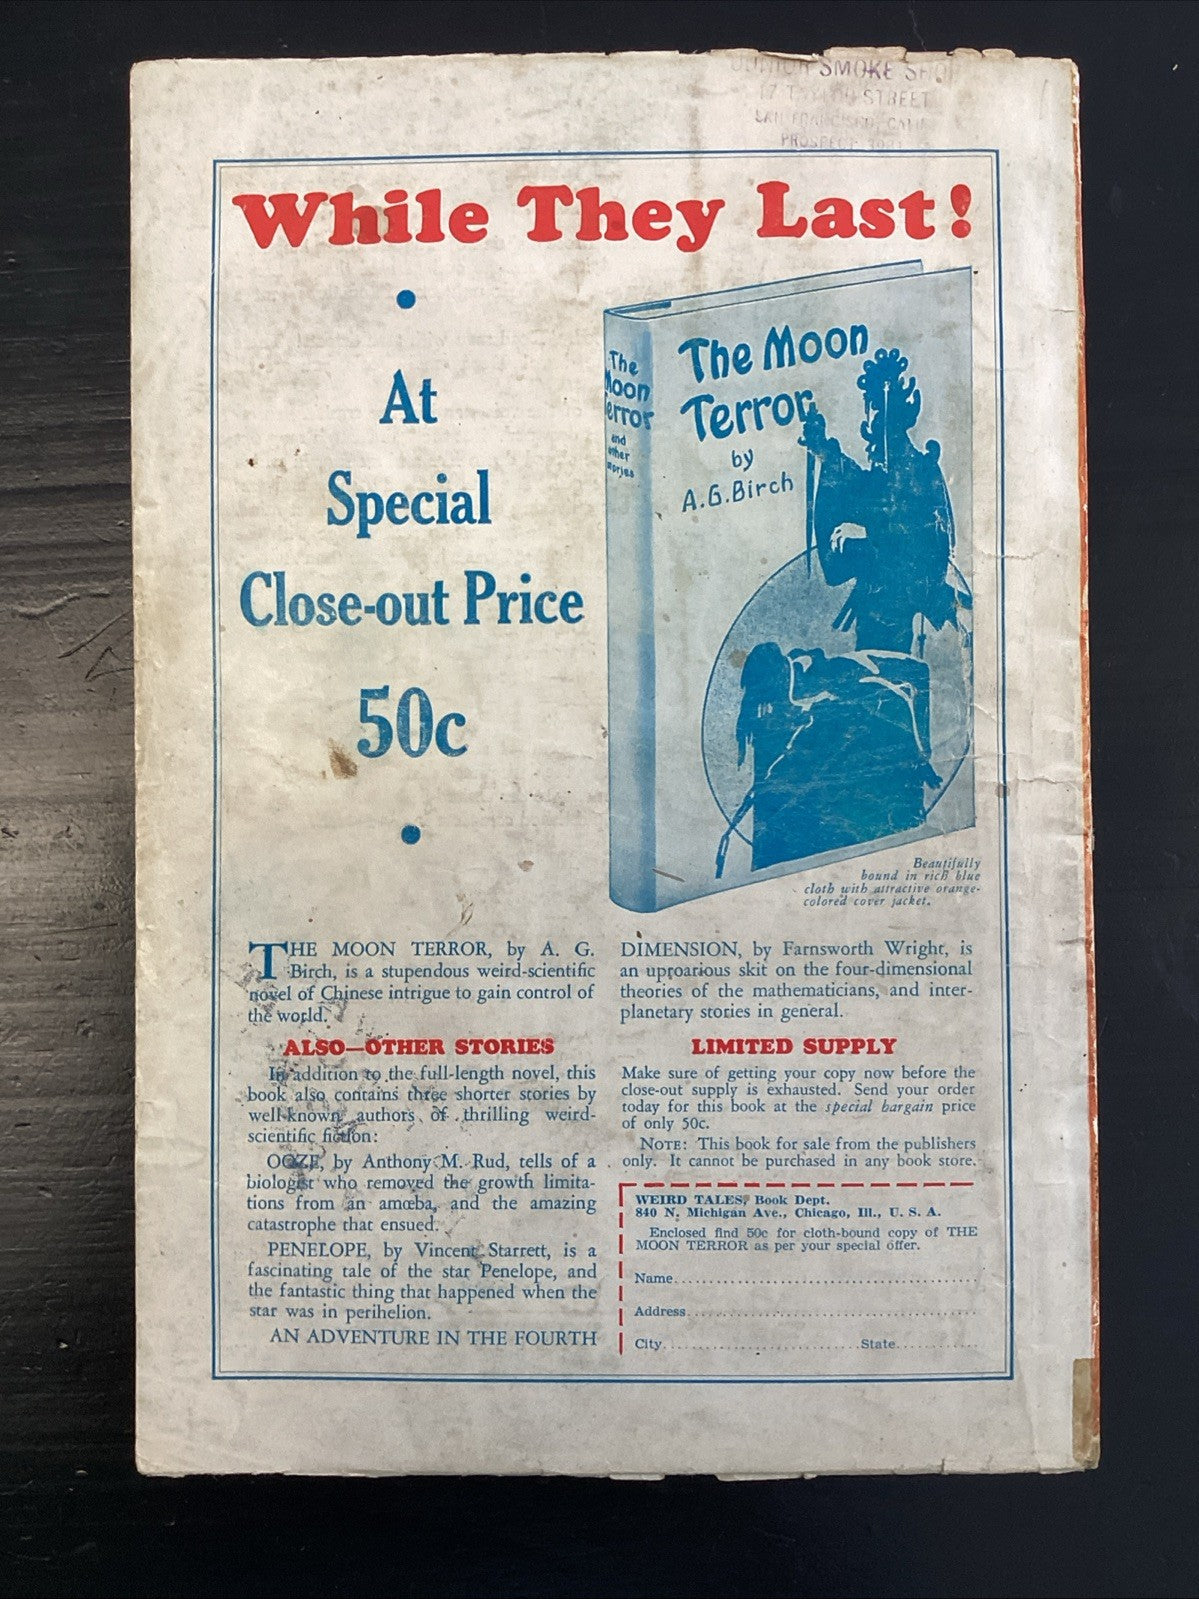 JUNIOR SMOKE SHOP
STREET
SAN FRANCISCO, CALIF.
PROSPECT
While They Last!
At
Special
Close-out Price
50c
The
Moon
Terror
and
other
stories
The Moon
Terror
by
A.G.Birch
Beautifully
bound in rich blue
cloth with attractive orange-
colored cover jacket.
THE MOON TERROR, by A. G.
Birch, is a stupendous weird-scientific
novel of Chinese intrigue to gain control of
the world.
ALSO—OTHER STORIES
In addition to the full-length novel, this
book also contains three shorter stories by
well-known authors of thrilling weird-
scientific fiction:
OOZE, by Anthony M. Rud, tells of a
biologist who removed the growth limita-
tions from an amœba, and the amazing
catastrophe that ensued.
PENELOPE, by Vincent Starrett, is a
fascinating tale of the star Penelope, and
the fantastic thing that happened when the
star was in perihelion.
AN ADVENTURE IN THE FOURTH
DIMENSION, by Farnsworth Wright, is
an uproarious skit on the four-dimensional
theories of the mathematicians, and inter-
planetary stories in general.
LIMITED SUPPLY
Make sure of getting your copy now before the
close-out supply is exhausted. Send your order
today for this book at the special bargain price
of only 50c.
NOTE: This book for sale from the publishers
only. It cannot be purchased in any book store.
WEIRD TALES, Book Dept.
840 N. Michigan Ave., Chicago, Ill., U. S. A.
Enclosed find 50c for cloth-bound copy of THE
MOON TERROR as per your special offer.
Name
Address
City State